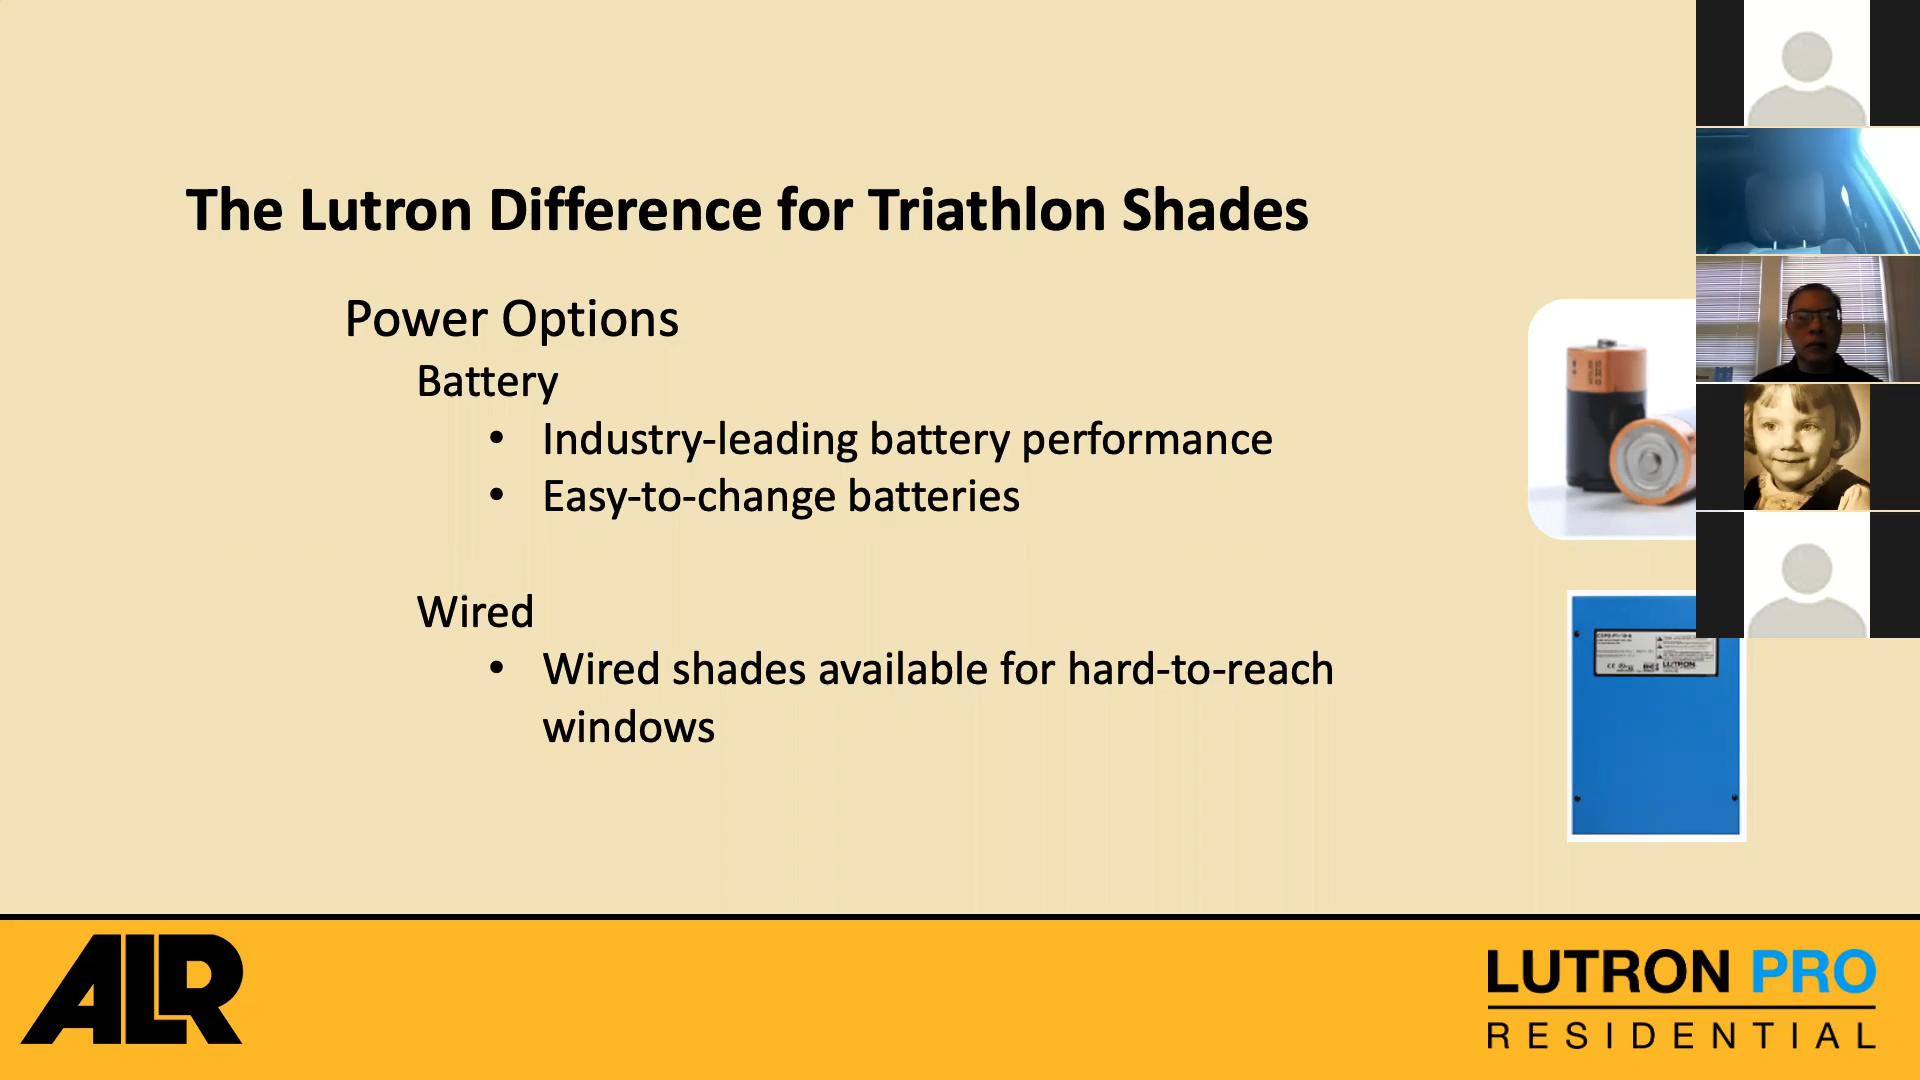 The Lutron Difference for Triathlon Shades
Power Options
Battery
• Industry-leading battery performance
• Easy-to-change batteries
Wired
• Wired shades available for hard-to-reach
windows
LUTRON
ALR
LUTRON PRO
RESIDENTIAL